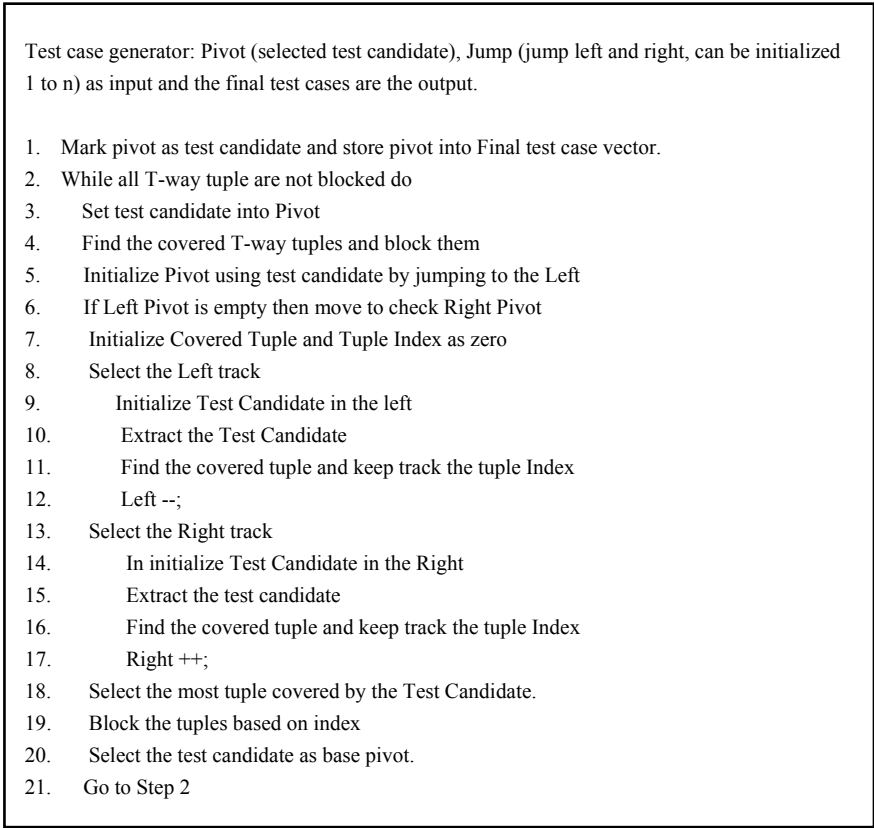 Test case generator: Pivot (selected test candidate), Jump (jump left and right, can be initialized
1 to n) as input and the final test cases are the output.
1. Mark pivot as test candidate and store pivot into Final test case vector.
2. While all T-way tuple are not blocked do
3. Set test candidate into Pivot
4. Find the covered T-way tuples and block them
5. Initialize Pivot using test candidate by jumping to the Left
6. If Left Pivot is empty then move to check Right Pivot
7. Initialize Covered Tuple and Tuple Index as zero
8. Select the Left track
9. Initialize Test Candidate in the left
10. Extract the Test Candidate
11. Find the covered tuple and keep track the tuple Index
12. Left --;
13. Select the Right track
14. In initialize Test Candidate in the Right
15. Extract the test candidate
16. Find the covered tuple and keep track the tuple Index
17. Right ++;
18. Select the most tuple covered by the Test Candidate.
19. Block the tuples based on index
20. Select the test candidate as base pivot.
21. Go to Step 2